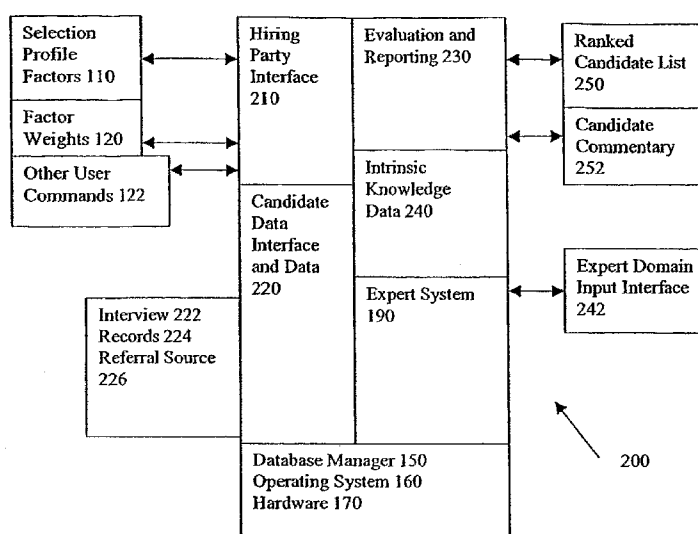 Selection
Profile
Factors 110
Factor
Weights 120
Other User
Commands 122
Hiring
Party
Interface
210
Candidate
Data
Interface
and Data
220
Interview 222
Records 224
Referral Source
226
Evaluation and
Reporting 230
Intrinsic
Knowledge
Data 240
Expert System
190
Database Manager 150
Operating System 160
Hardware 170
Ranked
Candidate List
250
Candidate
Commentary
252
Expert Domain
Input Interface
242
200